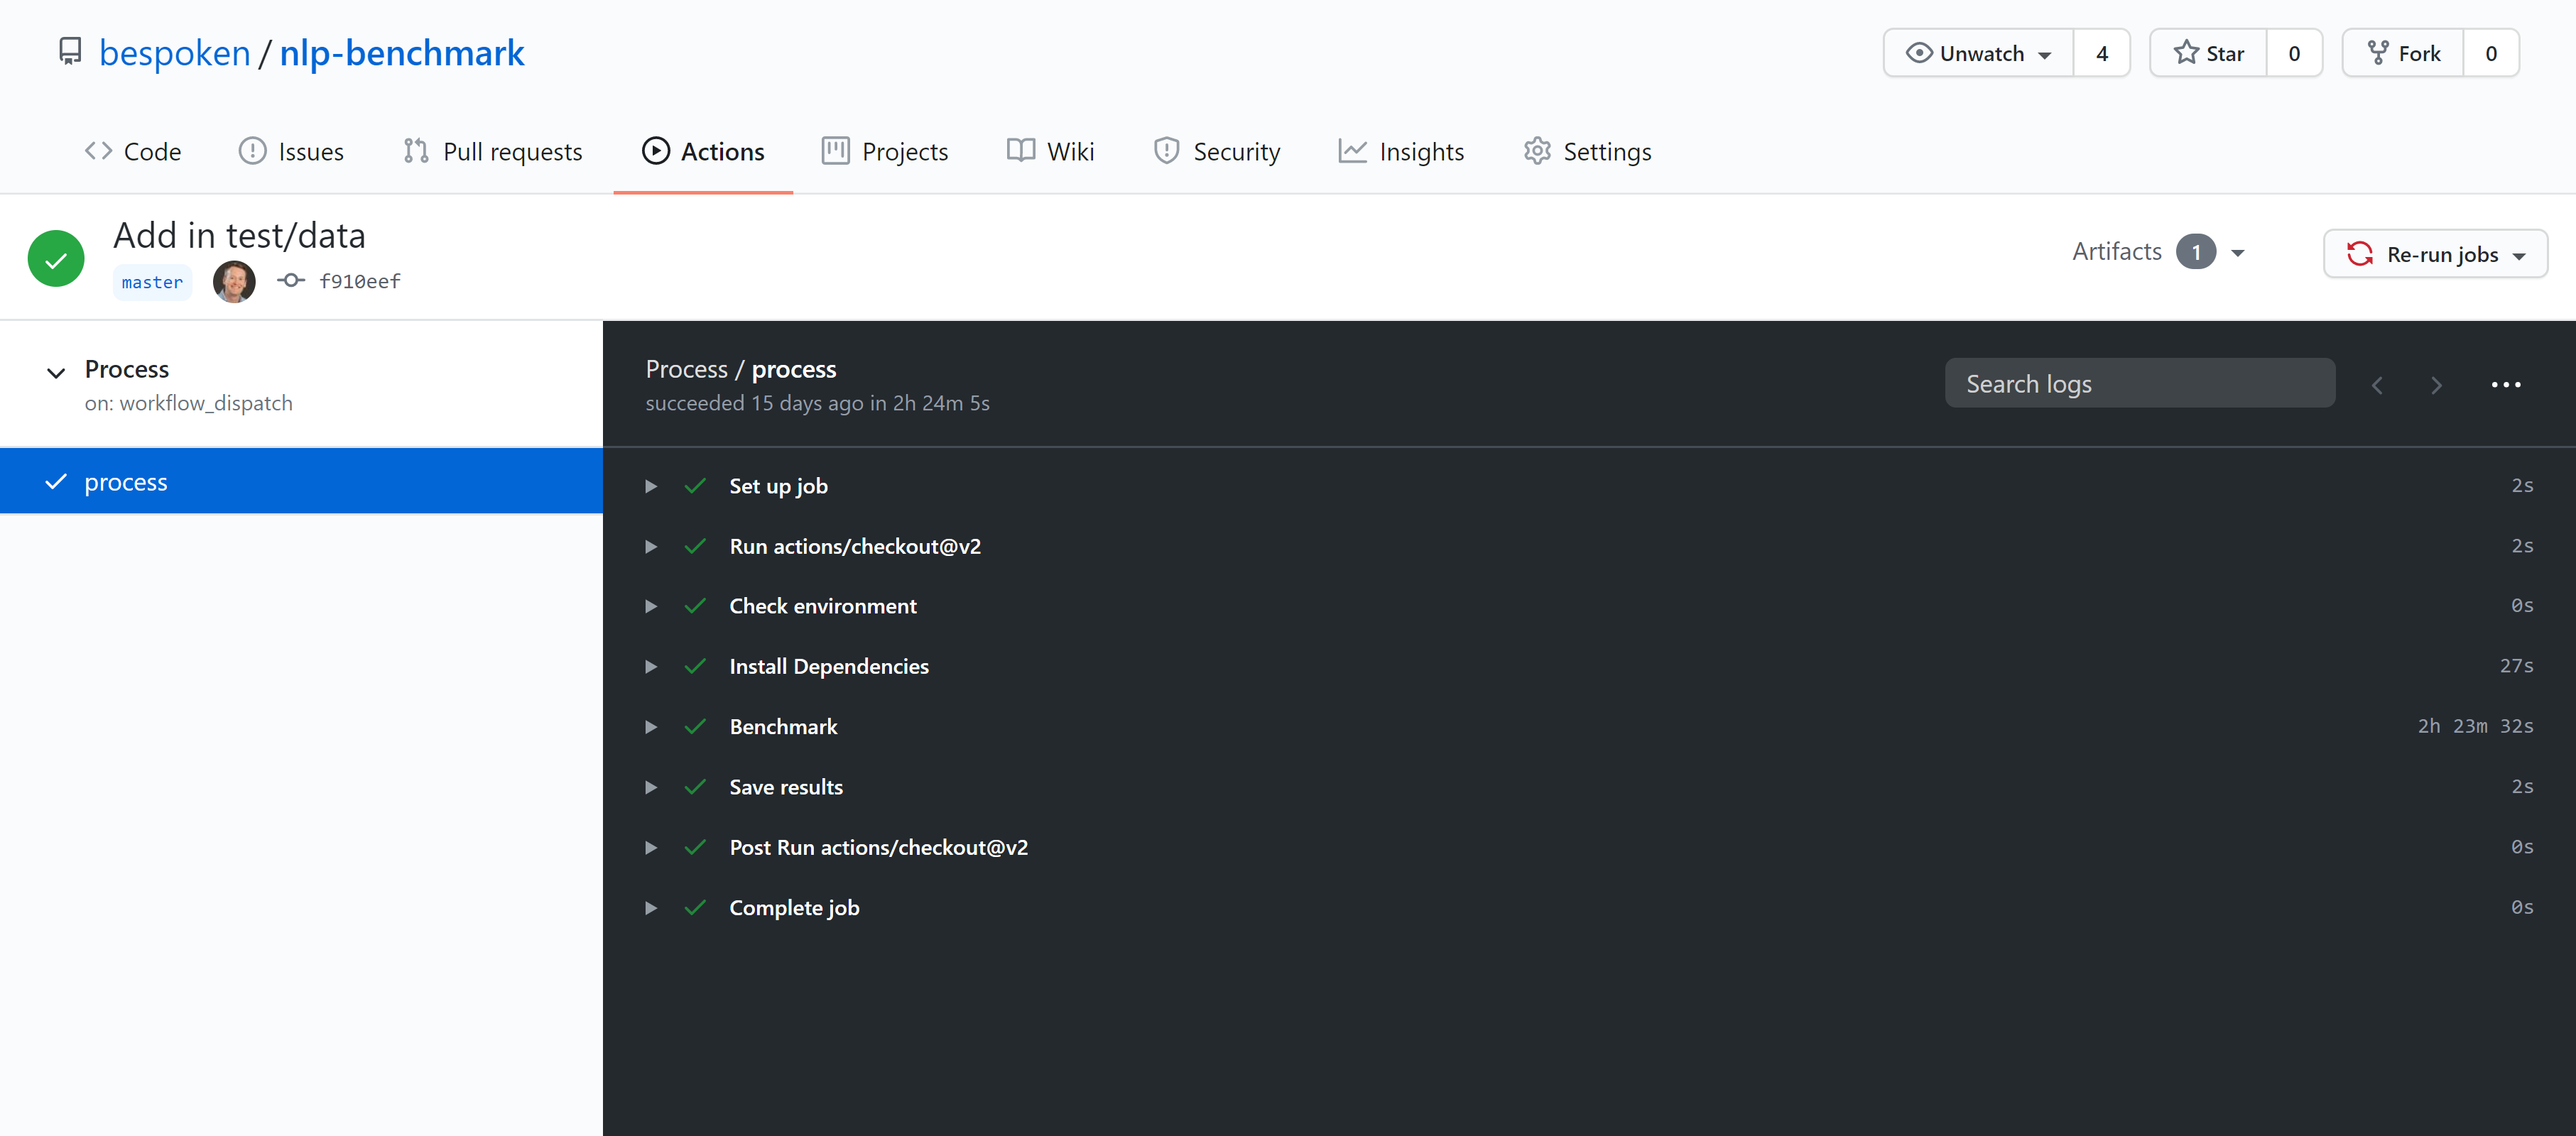 bespoken / nlp-benchmark
Unwatch 4 Star 0 Fork 0
Code Issues Pull requests Actions Projects Wiki Security Insights Settings
Add in test/data
master f910eef
Artifacts 1 Re-run jobs
Process
on: workflow_dispatch
process
Process / process
succeeded 15 days ago in 2h 24m 5s
Search logs
Set up job 2s
Run actions/checkout@v2 2s
Check environment 0s
Install Dependencies 27s
Benchmark 2h 23m 32s
Save results 2s
Post Run actions/checkout@v2 0s
Complete job 0s